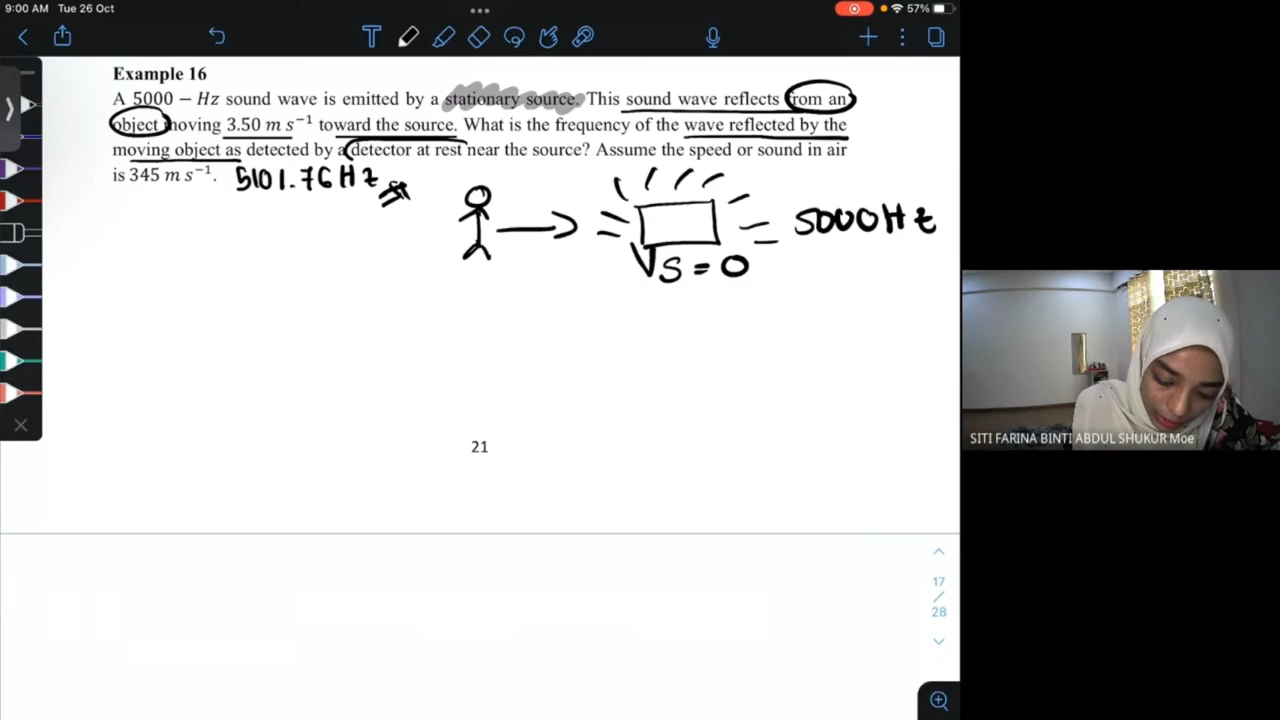 9:00 AM Tue 26 Oct
57%
Example 16
A 5000 – Hz sound wave is emitted by a stationary source. This sound wave reflects from an
object moving 3.50 m s⁻¹ toward the source. What is the frequency of the wave reflected by the
moving object as detected by a detector at rest near the source? Assume the speed or sound in air
is 345 m s⁻¹. 5101.76 Hz
5000 Hz
Vs = 0
21
17
/
28
SITI FARINA BINTI ABDUL SHUKUR Moe